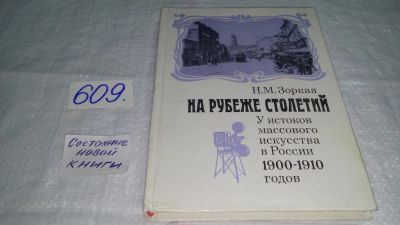 609.
Состояние
новой
книги
Н.М. Зоркая
НА РУБЕЖЕ СТОЛЕТИЙ
У истоков
массового
искусства
в России
1900-1910
годов